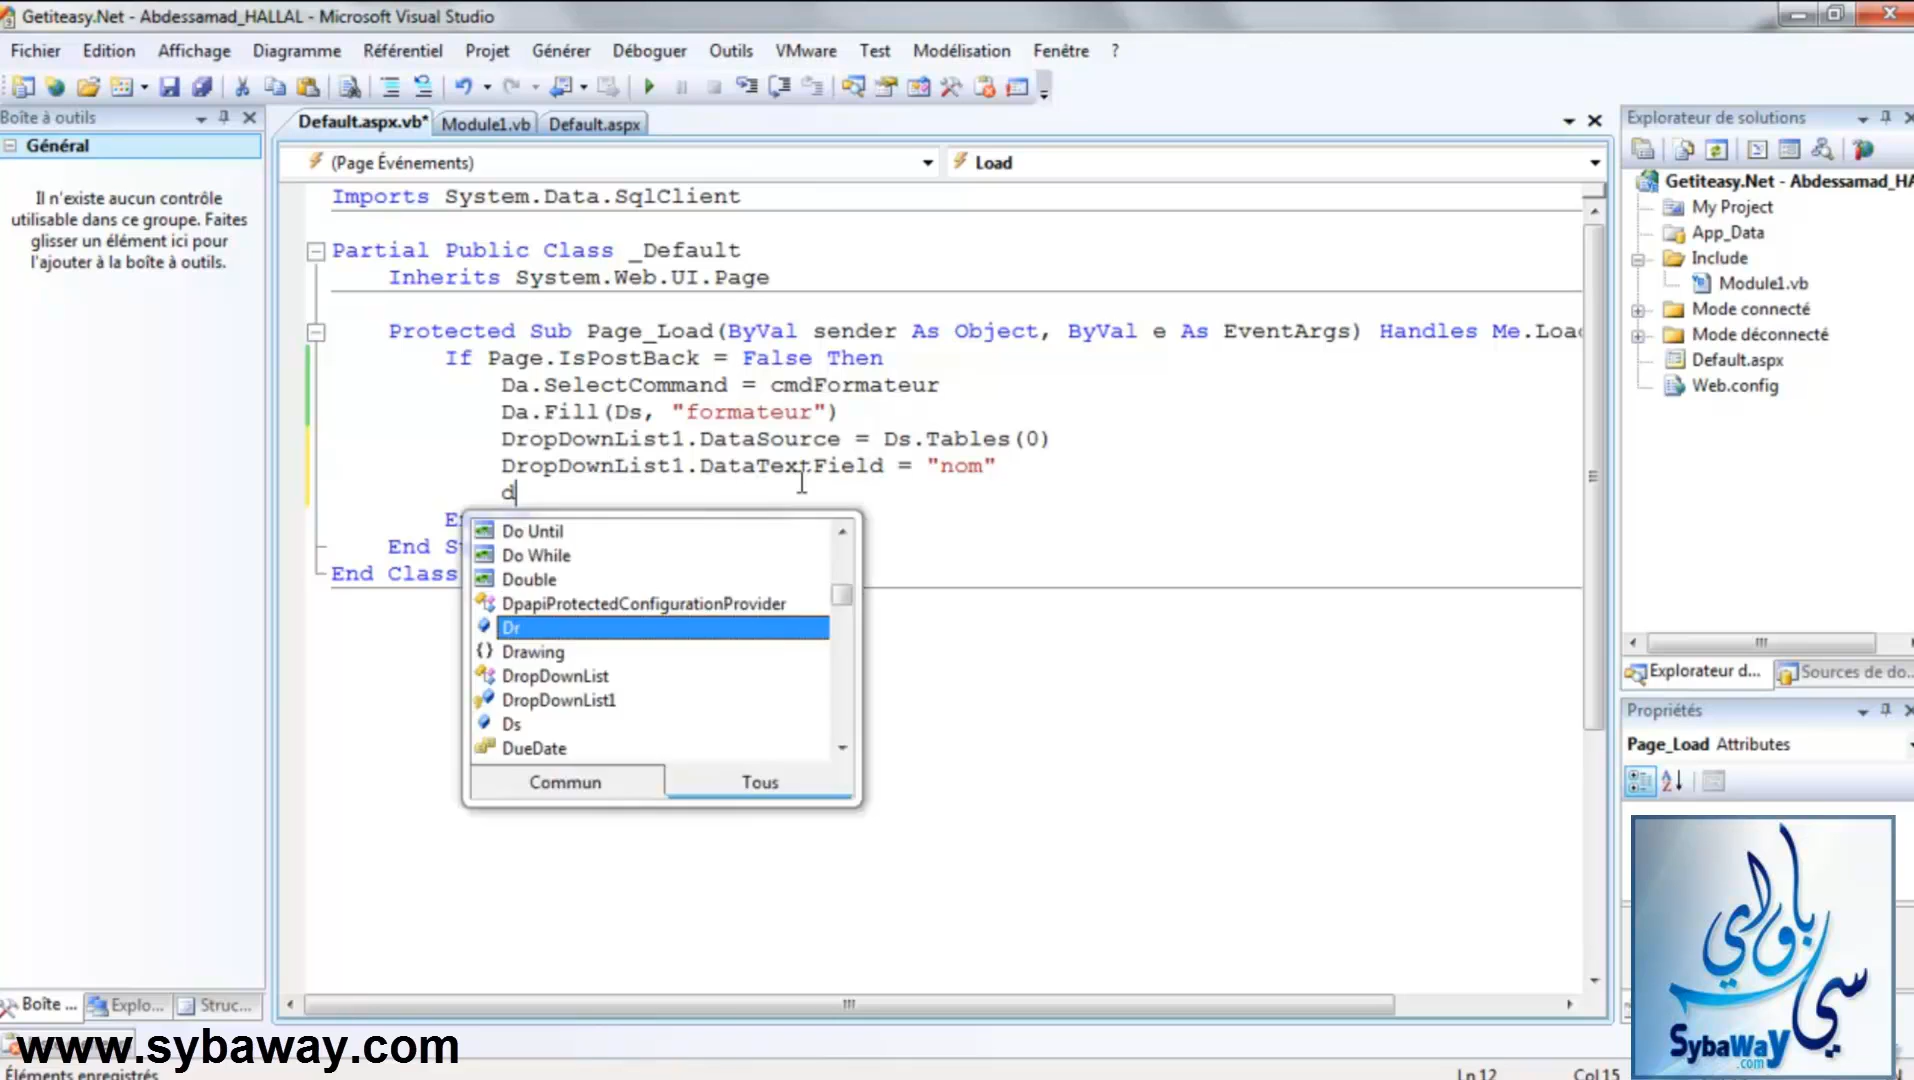 Getiteasy.Net - Abdessamad_HALLAL - Microsoft Visual Studio
Fichier Edition Affichage Diagramme Référentiel Projet Générer Déboguer Outils VMware Test Modélisation Fenêtre ?
Boîte à outils
Général
Il n'existe aucun contrôle
utilisable dans ce groupe. Faites
glisser un élément ici pour
l'ajouter à la boîte à outils.
Default.aspx.vb* Module1.vb Default.aspx
(Page Événements) Load
Imports System.Data.SqlClient
Partial Public Class _Default
Inherits System.Web.UI.Page
Protected Sub Page_Load(ByVal sender As Object, ByVal e As EventArgs) Handles Me.Load
If Page.IsPostBack = False Then
Da.SelectCommand = cmdFormateur
Da.Fill(Ds, "formateur")
DropDownList1.DataSource = Ds.Tables(0)
DropDownList1.DataTextField = "nom"
d
E
End S
End Class
Do Until
Do While
Double
DpapiProtectedConfigurationProvider
Dr
Drawing
DropDownList
DropDownList1
Ds
DueDate
Commun Tous
Explorateur de solutions
Getiteasy.Net - Abdessamad_HA
My Project
App_Data
Include
Module1.vb
Mode connecté
Mode déconnecté
Default.aspx
Web.config
Explorateur d... Sources de do...
Propriétés
Page_Load Attributes
Boîte ... Explo... Struc...
www.sybaway.com
Éléments enregistrés
Ln 12 Col 15
سي باواي
SybaWay
.com